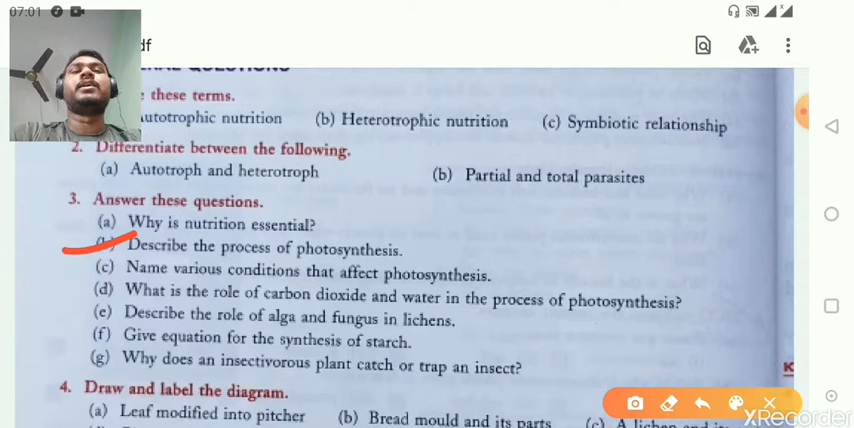 07:01
df
these terms.
utotrophic nutrition (b) Heterotrophic nutrition (c) Symbiotic relationship
2. Differentiate between the following.
(a) Autotroph and heterotroph (b) Partial and total parasites
3. Answer these questions.
(a) Why is nutrition essential?
Describe the process of photosynthesis.
(c) Name various conditions that affect photosynthesis.
(d) What is the role of carbon dioxide and water in the process of photosynthesis?
(e) Describe the role of alga and fungus in lichens.
(f) Give equation for the synthesis of starch.
(g) Why does an insectivorous plant catch or trap an insect?
K
4. Draw and label the diagram.
(a) Leaf modified into pitcher (b) Bread mould and its parts (c) A lichen and its
XRecorder